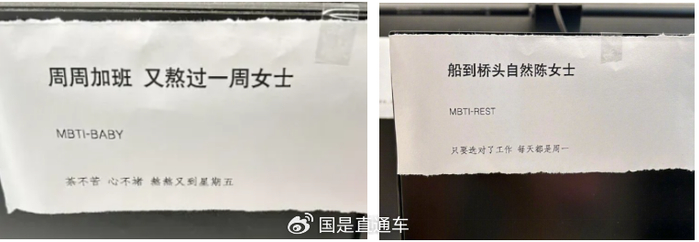 周周加班 又熬过一周女士
MBTI-BABY
茶不苦 心不堵 熬熬又到星期五
船到桥头自然陈女士
MBTI-REST
只要选对了工作 每天都是周一
国是直通车